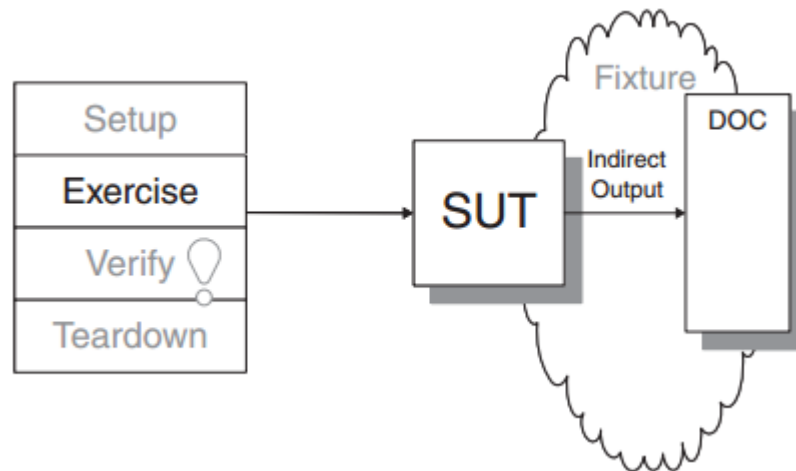 Setup
Exercise
Verify
Teardown
SUT
Fixture
Indirect
Output
DOC